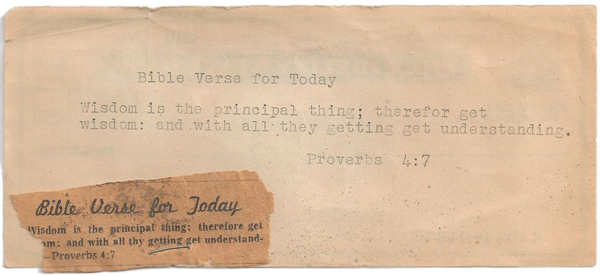 Bible Verse for Today
Wisdom is the principal thing; therefor get
wisdom: and with all they getting get understanding.
Proverbs 4:7
Bible Verse for Today
Wisdom is the principal thing; therefore get
dom: and with all thy getting get understand-
—Proverbs 4:7